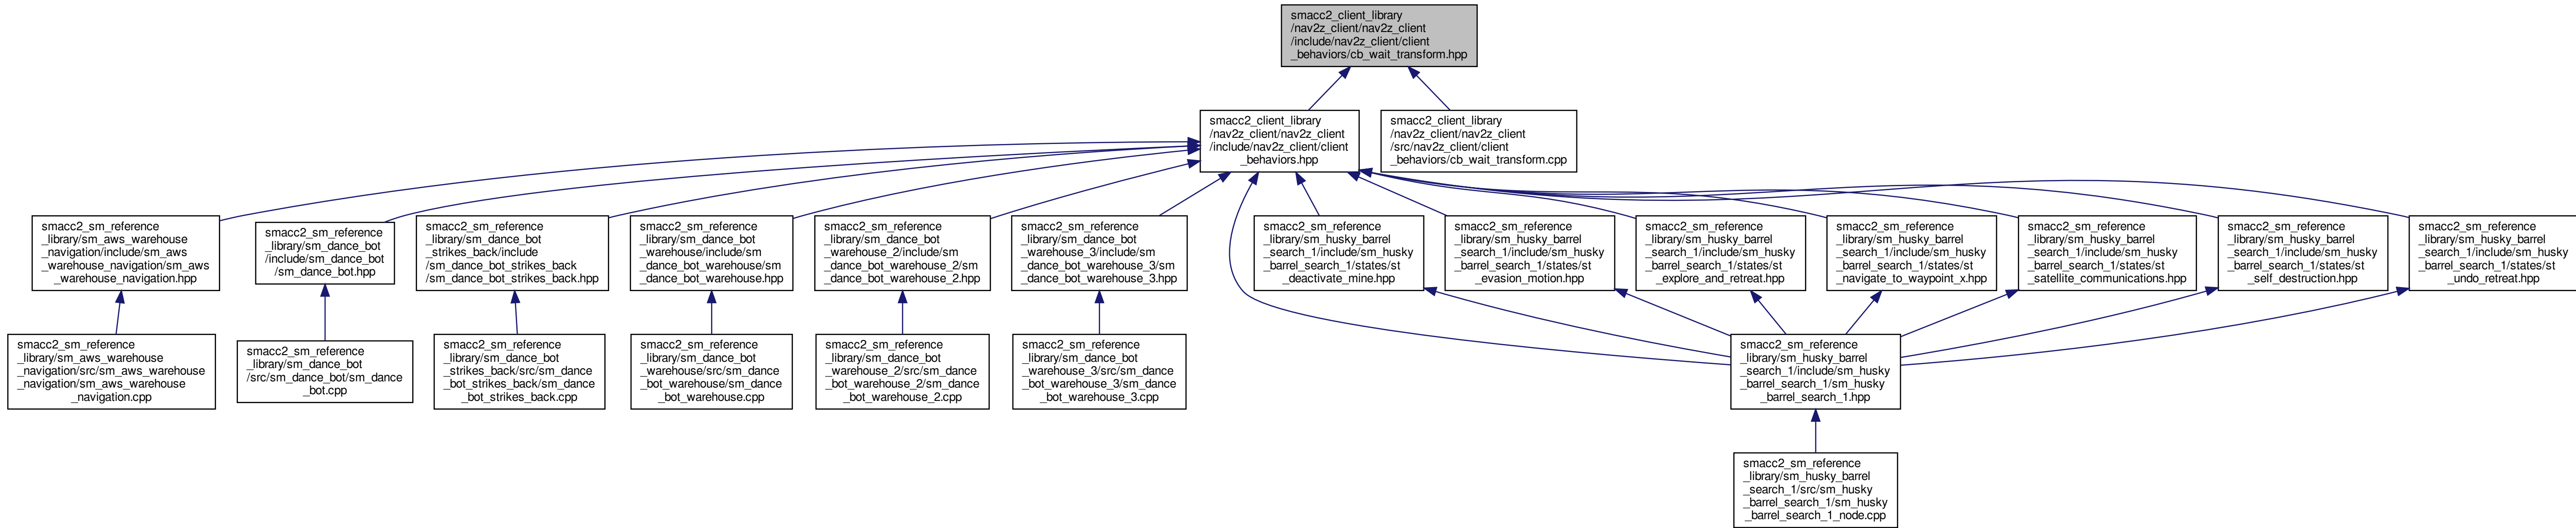 smacc2_client_library
/nav2z_client/nav2z_client
/include/nav2z_client/client
_behaviors/cb_wait_transform.hpp
smacc2_client_library
/nav2z_client/nav2z_client
/include/nav2z_client/client
_behaviors.hpp
smacc2_client_library
/nav2z_client/nav2z_client
/src/nav2z_client/client
_behaviors/cb_wait_transform.cpp
smacc2_sm_reference
_library/sm_aws_warehouse
_navigation/include/sm_aws
_warehouse_navigation/sm_aws
_warehouse_navigation.hpp
smacc2_sm_reference
_library/sm_dance_bot
/include/sm_dance_bot
/sm_dance_bot.hpp
smacc2_sm_reference
_library/sm_dance_bot
_strikes_back/include
/sm_dance_bot_strikes_back
/sm_dance_bot_strikes_back.hpp
smacc2_sm_reference
_library/sm_dance_bot
_warehouse/include/sm
_dance_bot_warehouse/sm
_dance_bot_warehouse.hpp
smacc2_sm_reference
_library/sm_dance_bot
_warehouse_2/include/sm
_dance_bot_warehouse_2/sm
_dance_bot_warehouse_2.hpp
smacc2_sm_reference
_library/sm_dance_bot
_warehouse_3/include/sm
_dance_bot_warehouse_3/sm
_dance_bot_warehouse_3.hpp
smacc2_sm_reference
_library/sm_husky_barrel
_search_1/include/sm_husky
_barrel_search_1/states/st
_deactivate_mine.hpp
smacc2_sm_reference
_library/sm_husky_barrel
_search_1/include/sm_husky
_barrel_search_1/states/st
_evasion_motion.hpp
smacc2_sm_reference
_library/sm_husky_barrel
_search_1/include/sm_husky
_barrel_search_1/states/st
_explore_and_retreat.hpp
smacc2_sm_reference
_library/sm_husky_barrel
_search_1/include/sm_husky
_barrel_search_1/states/st
_navigate_to_waypoint_x.hpp
smacc2_sm_reference
_library/sm_husky_barrel
_search_1/include/sm_husky
_barrel_search_1/states/st
_satellite_communications.hpp
smacc2_sm_reference
_library/sm_husky_barrel
_search_1/include/sm_husky
_barrel_search_1/states/st
_self_destruction.hpp
smacc2_sm_reference
_library/sm_husky_barrel
_search_1/include/sm_husky
_barrel_search_1/states/st
_undo_retreat.hpp
smacc2_sm_reference
_library/sm_aws_warehouse
_navigation/src/sm_aws_warehouse
_navigation/sm_aws_warehouse
_navigation.cpp
smacc2_sm_reference
_library/sm_dance_bot
/src/sm_dance_bot/sm_dance
_bot.cpp
smacc2_sm_reference
_library/sm_dance_bot
_strikes_back/src/sm_dance
_bot_strikes_back/sm_dance
_bot_strikes_back.cpp
smacc2_sm_reference
_library/sm_dance_bot
_warehouse/src/sm_dance
_bot_warehouse/sm_dance
_bot_warehouse.cpp
smacc2_sm_reference
_library/sm_dance_bot
_warehouse_2/src/sm_dance
_bot_warehouse_2/sm_dance
_bot_warehouse_2.cpp
smacc2_sm_reference
_library/sm_dance_bot
_warehouse_3/src/sm_dance
_bot_warehouse_3/sm_dance
_bot_warehouse_3.cpp
smacc2_sm_reference
_library/sm_husky_barrel
_search_1/include/sm_husky
_barrel_search_1/sm_husky
_barrel_search_1.hpp
smacc2_sm_reference
_library/sm_husky_barrel
_search_1/src/sm_husky
_barrel_search_1/sm_husky
_barrel_search_1_node.cpp